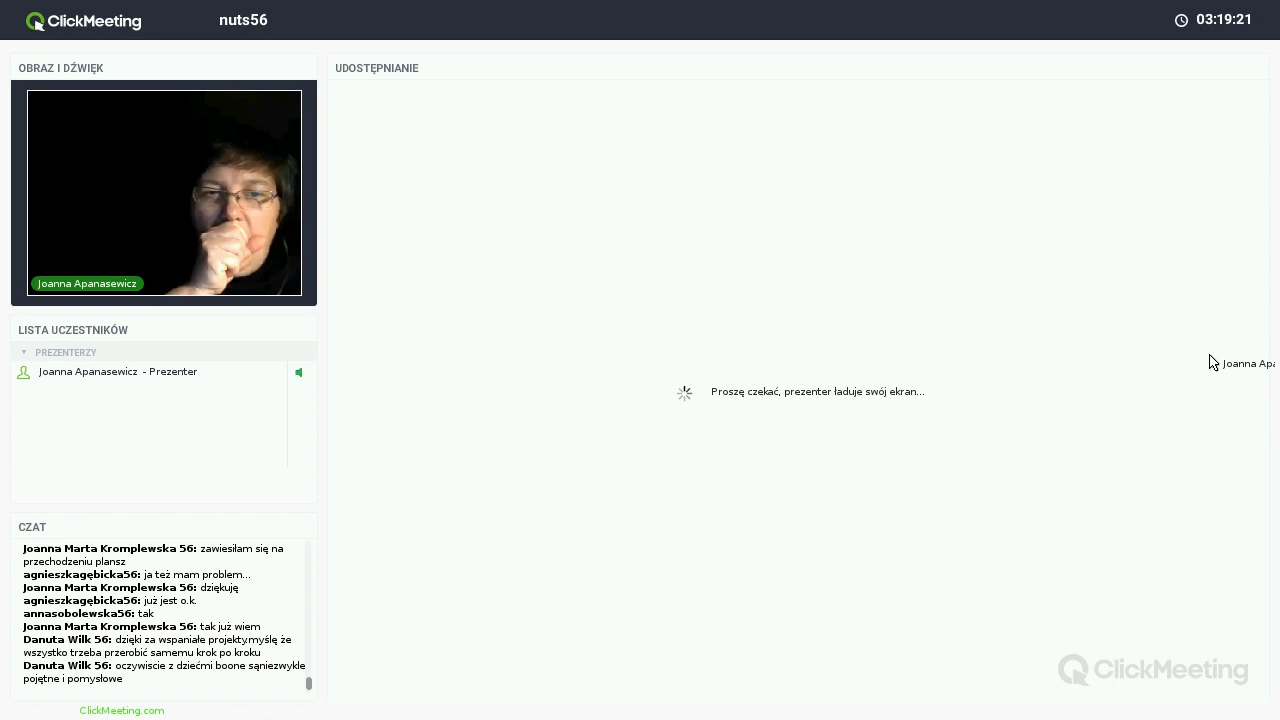 ClickMeeting
nuts56
03:19:21
OBRAZ I DŹWIĘK
Joanna Apanasewicz
LISTA UCZESTNIKÓW
PREZENTERZY
Joanna Apanasewicz - Prezenter
CZAT
Joanna Marta Kromplewska 56: zawiesiłam się na
przechodzeniu plansz
agnieszkagębicka56: ja też mam problem...
Joanna Marta Kromplewska 56: dziękuję
agnieszkagębicka56: już jest o.k.
annasobolewska56: tak
Joanna Marta Kromplewska 56: tak już wiem
Danuta Wilk 56: dzięki za wspaniałe projekty.myślę że
wszystko trzeba przerobić samemu krok po kroku
Danuta Wilk 56: oczywiscie z dziećmi boone sąniezwykle
pojętne i pomysłowe
ClickMeeting.com
UDOSTĘPNIANIE
Proszę czekać, prezenter ładuje swój ekran...
Joanna Apa
ClickMeeting